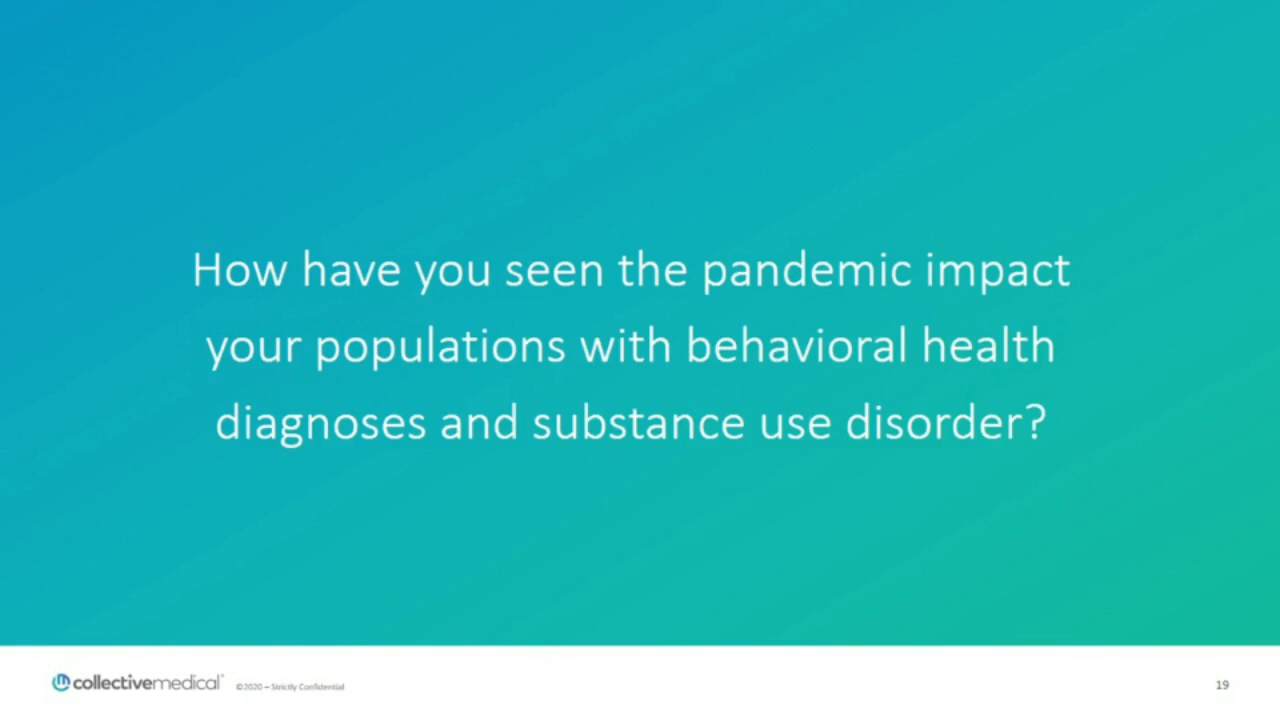 How have you seen the pandemic impact
your populations with behavioral health
diagnoses and substance use disorder?
collectivemedical ©2020 – Strictly Confidential
19